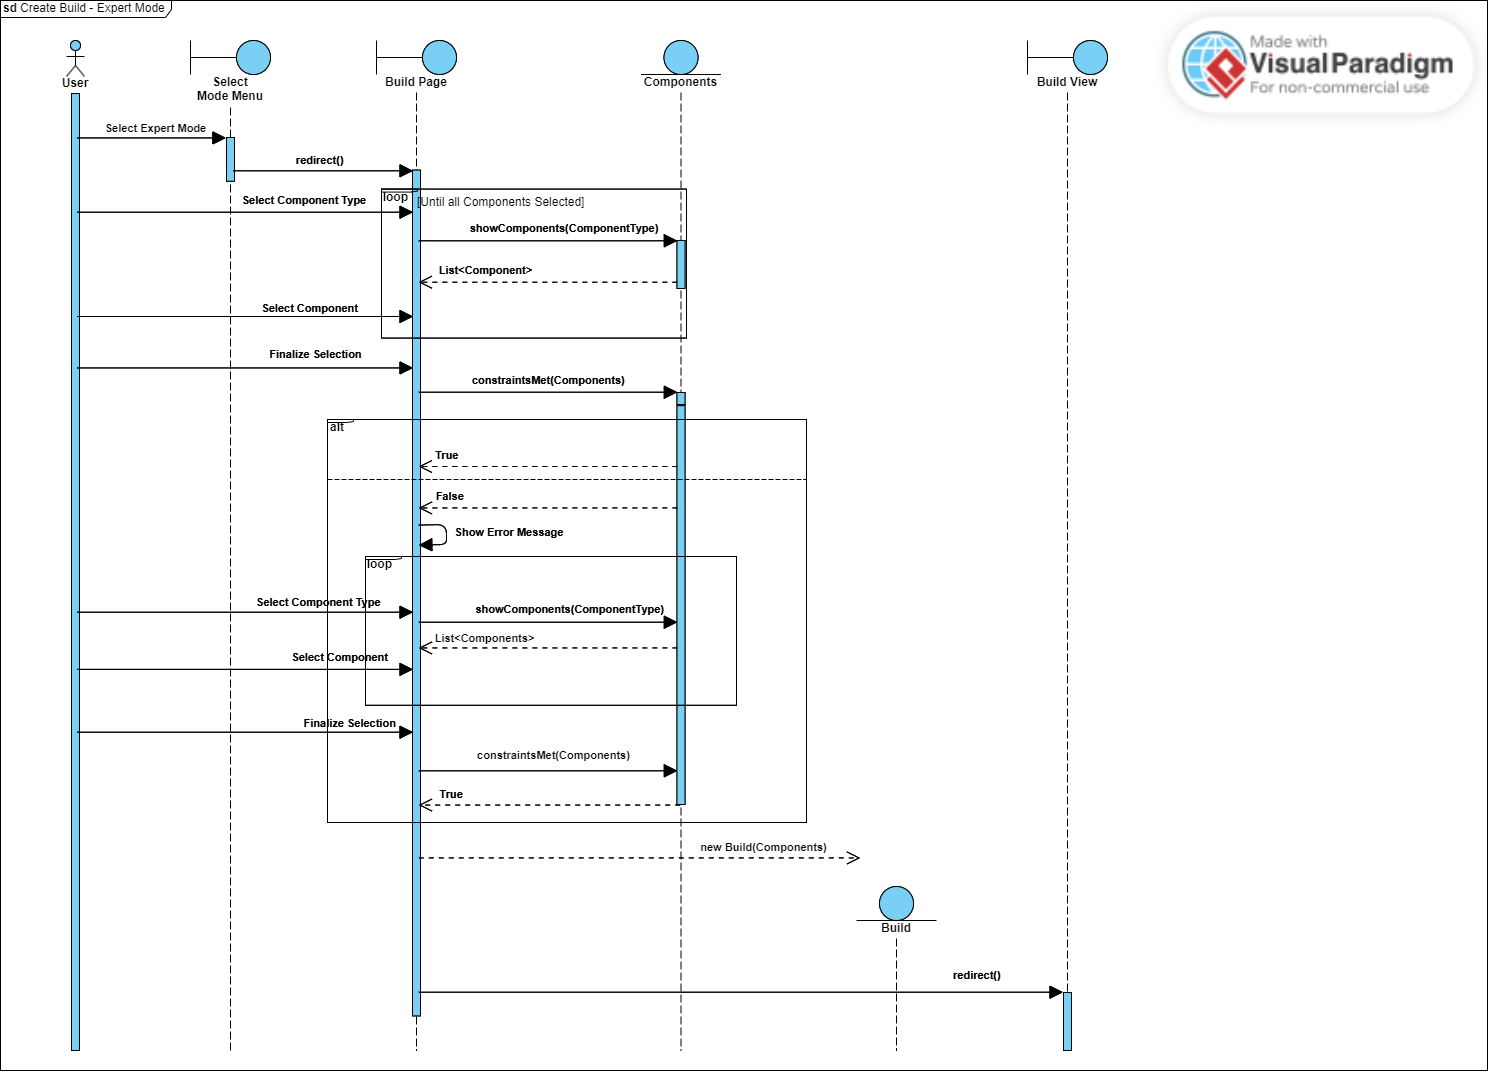 sd Create Build - Expert Mode
Made with
Visual Paradigm
For non-commercial use
User
Select
Mode Menu
Build Page
Components
Build View
Select Expert Mode
redirect()
loop
[Until all Components Selected]
Select Component Type
showComponents(ComponentType)
List<Component>
Select Component
Finalize Selection
constraintsMet(Components)
alt
True
False
Show Error Message
loop
Select Component Type
showComponents(ComponentType)
List<Components>
Select Component
Finalize Selection
constraintsMet(Components)
True
new Build(Components)
Build
redirect()